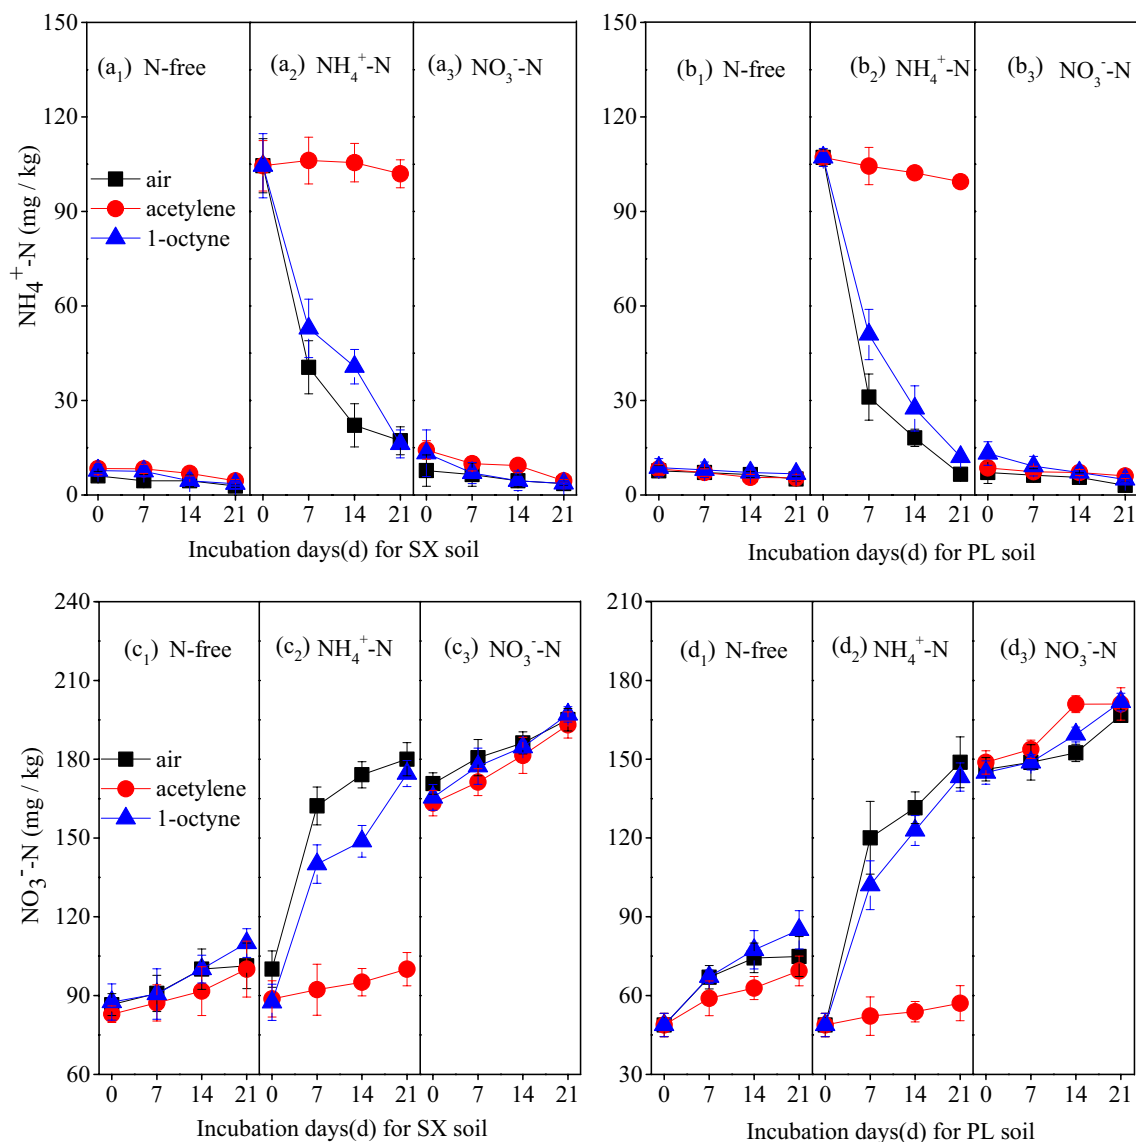 150
120
90
60
30
0
NH4+-N (mg / kg)
(a1) N-free
(a2) NH4+-N
(a3) NO3--N
air
acetylene
1-octyne
0 7 14 21 0 7 14 21 0 7 14 21
Incubation days(d) for SX soil
150
120
90
60
30
0
(b1) N-free
(b2) NH4+-N
(b3) NO3--N
0 7 14 21 0 7 14 21 0 7 14 21
Incubation days(d) for PL soil
240
210
180
150
120
90
60
NO3--N (mg / kg)
(c1) N-free
(c2) NH4+-N
(c3) NO3--N
air
acetylene
1-octyne
0 7 14 21 0 7 14 21 0 7 14 21
Incubation days(d) for SX soil
210
180
150
120
90
60
30
(d1) N-free
(d2) NH4+-N
(d3) NO3--N
0 7 14 21 0 7 14 21 0 7 14 21
Incubation days(d) for PL soil